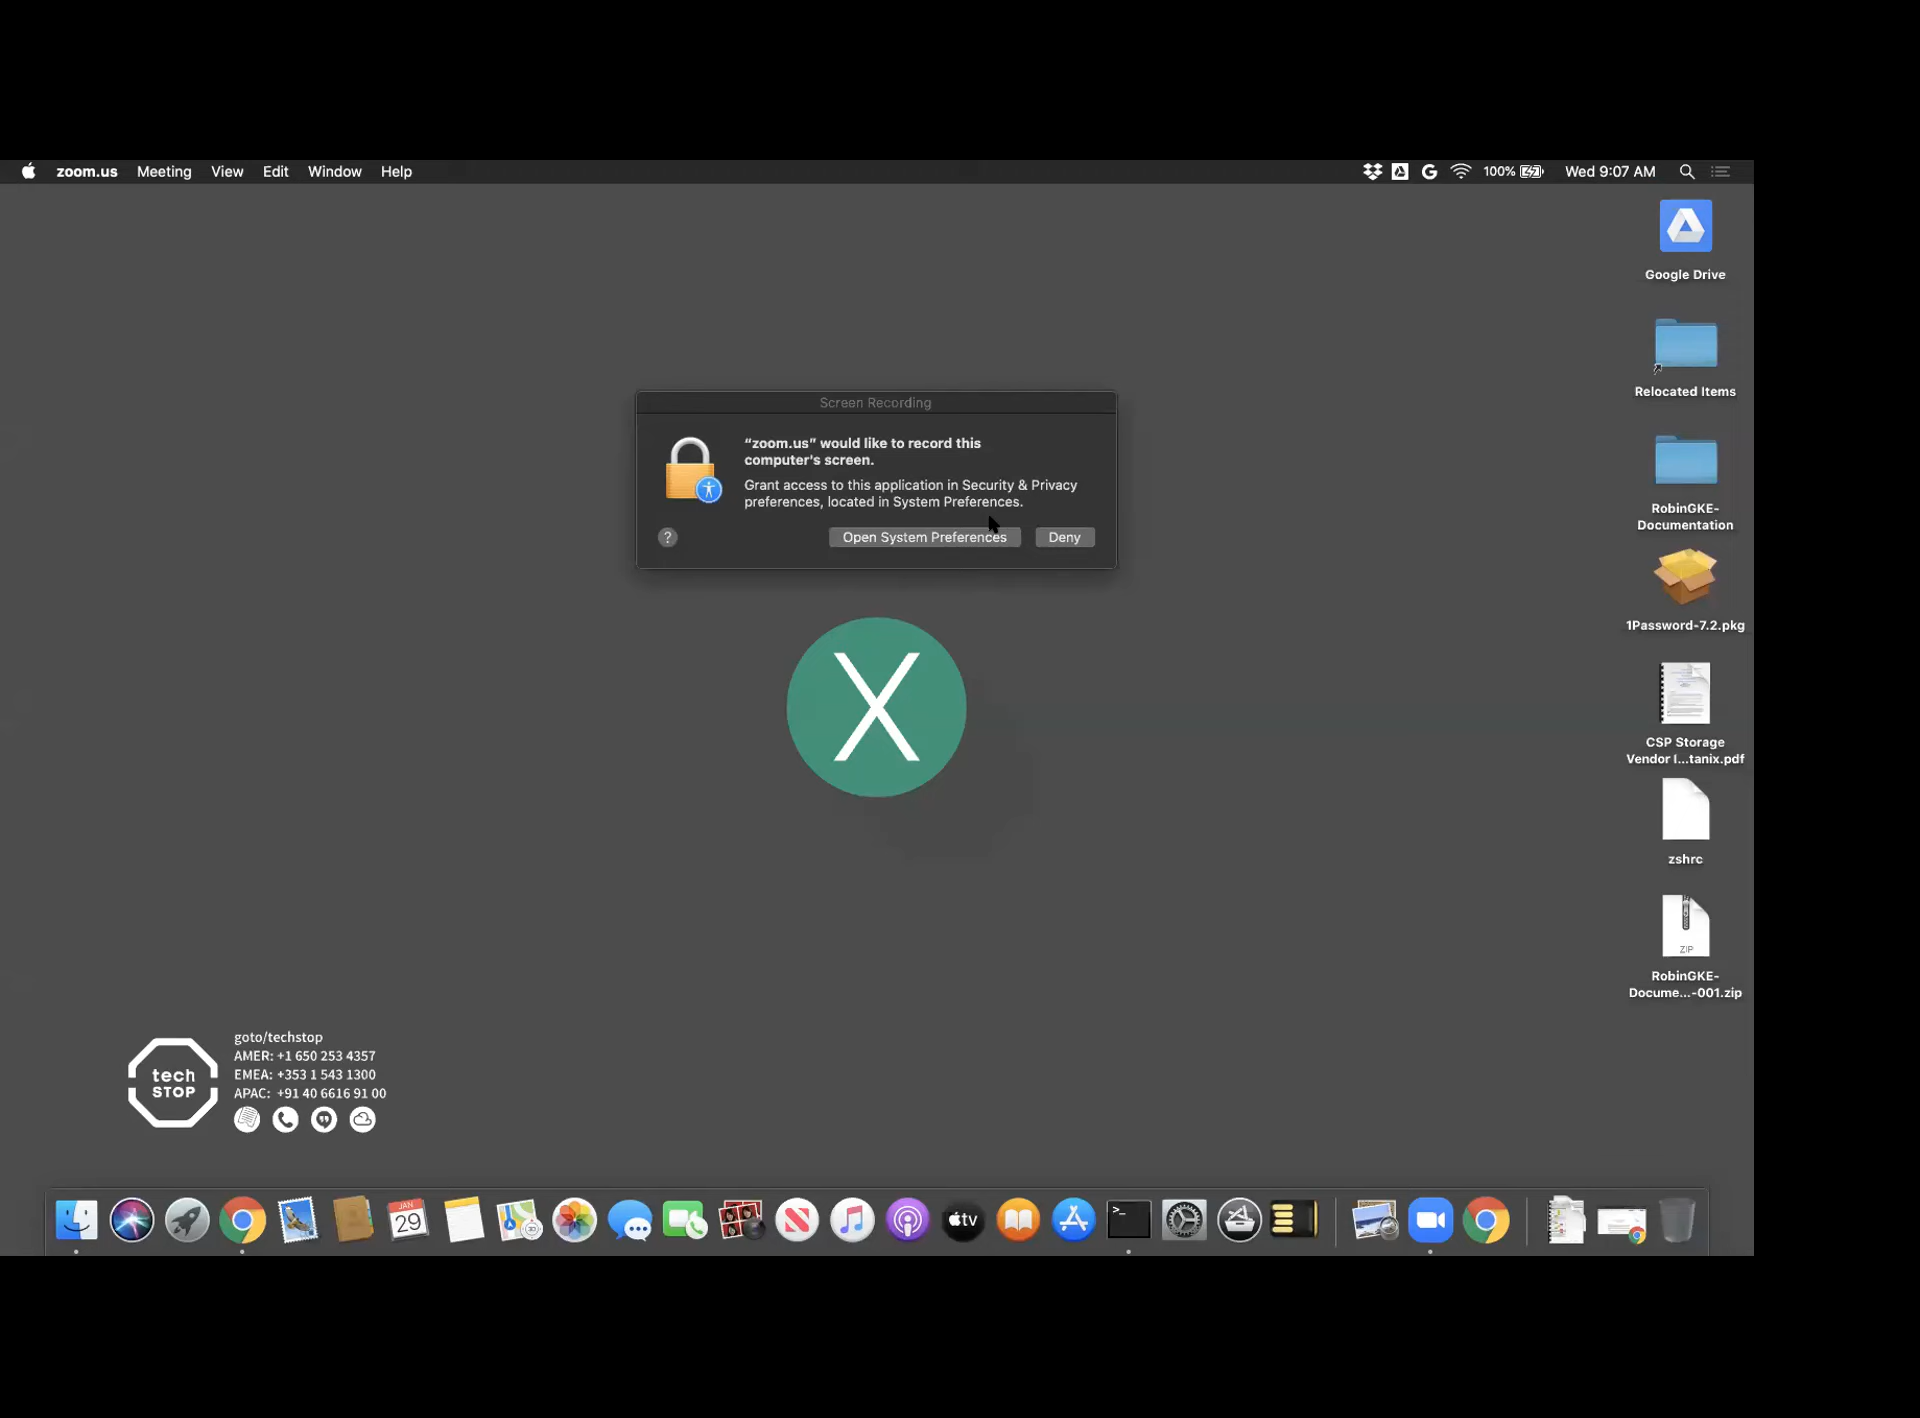 zoom.us Meeting View Edit Window Help
100% Wed 9:07 AM
Google Drive
Relocated Items
Screen Recording
“zoom.us” would like to record this
computer's screen.
Grant access to this application in Security & Privacy
preferences, located in System Preferences.
? Open System Preferences Deny
RobinGKE-
Documentation
1Password-7.2.pkg
X
CSP Storage
Vendor I...tanix.pdf
zshrc
ZIP
RobinGKE-
Docume...-001.zip
tech
STOP
goto/techstop
AMER: +1 650 253 4357
EMEA: +353 1 543 1300
APAC: +91 40 6616 91 00
JAN
29
tv
>_